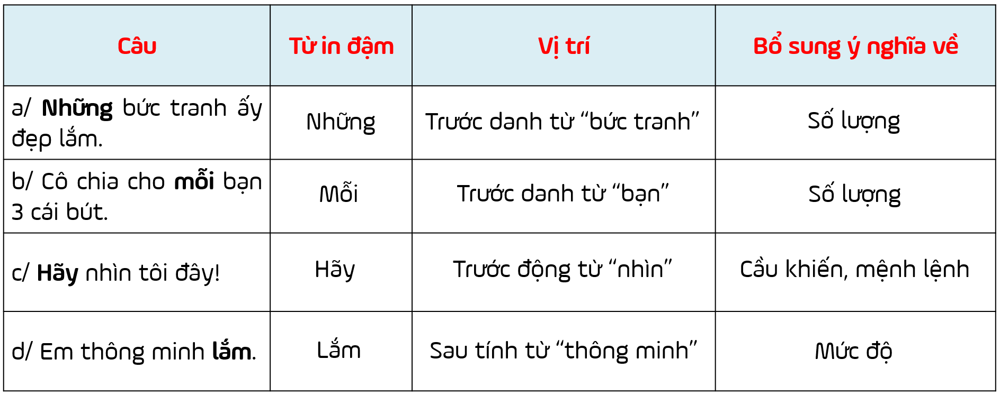 Câu Từ in đậm Vị trí Bổ sung ý nghĩa về
a/ Những bức tranh ấy
đẹp lắm.
Những
Trước danh từ “bức tranh”
Số lượng
b/ Cô chia cho mỗi bạn
3 cái bút.
Mỗi
Trước danh từ “bạn”
Số lượng
c/ Hãy nhìn tôi đây!
Hãy
Trước động từ “nhìn”
Cầu khiến, mệnh lệnh
d/ Em thông minh lắm.
Lắm
Sau tính từ “thông minh”
Mức độ